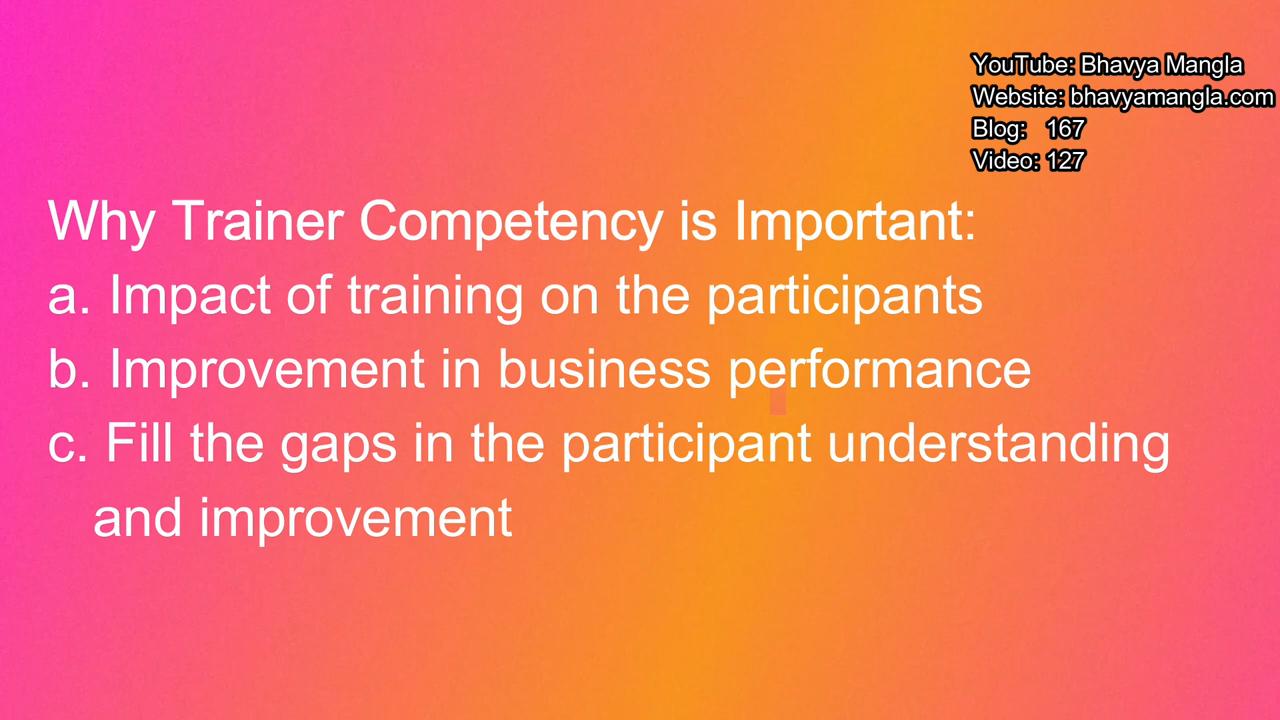 YouTube: Bhavya Mangla
Website: bhavyamangla.com
Blog: 167
Video: 127
Why Trainer Competency is Important:
a. Impact of training on the participants
b. Improvement in business performance
c. Fill the gaps in the participant understanding
and improvement